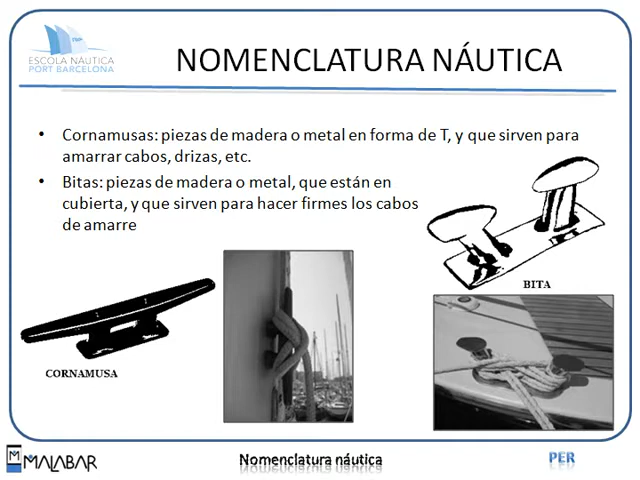 ESCOLA NÀUTICA
PORT BARCELONA
NOMENCLATURA NÁUTICA
• Cornamusas: piezas de madera o metal en forma de T, y que sirven para
amarrar cabos, drizas, etc.
• Bitas: piezas de madera o metal, que están en
cubierta, y que sirven para hacer firmes los cabos
de amarre
BITA
CORNAMUSA
MALABAR
Nomenclatura náutica
PER